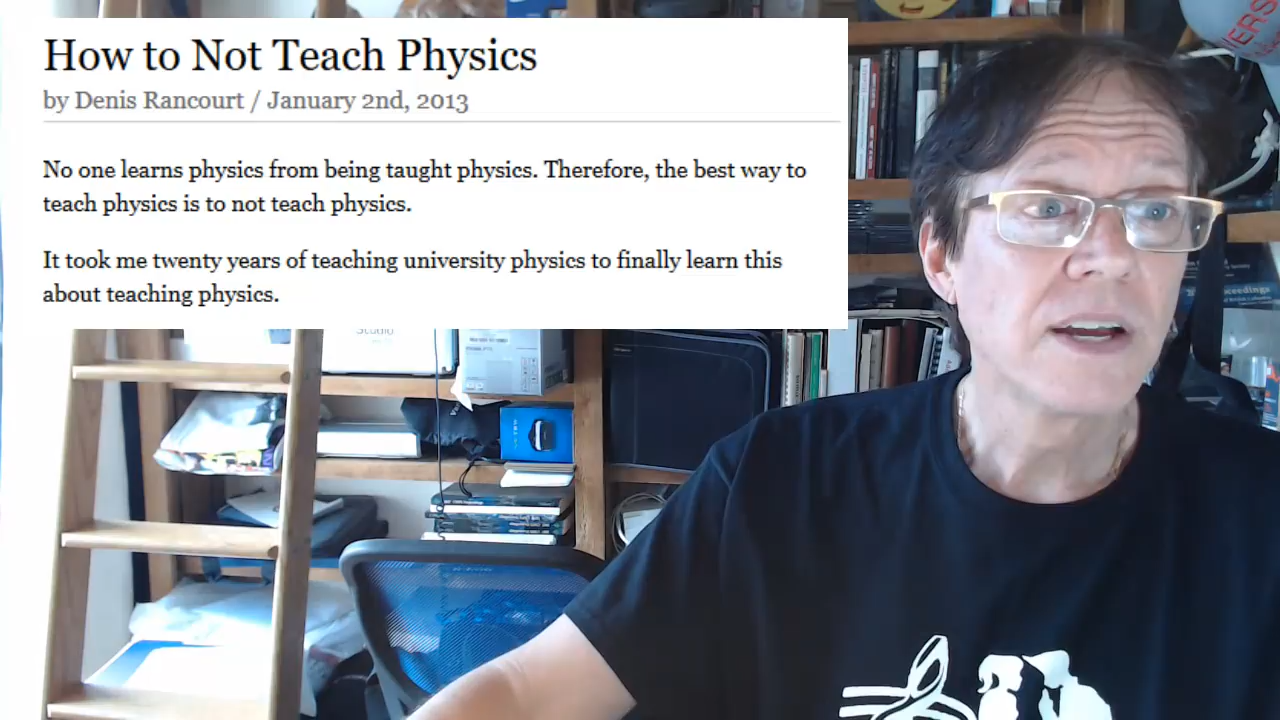 How to Not Teach Physics
by Denis Rancourt / January 2nd, 2013
No one learns physics from being taught physics. Therefore, the best way to
teach physics is to not teach physics.
It took me twenty years of teaching university physics to finally learn this
about teaching physics.
Studio